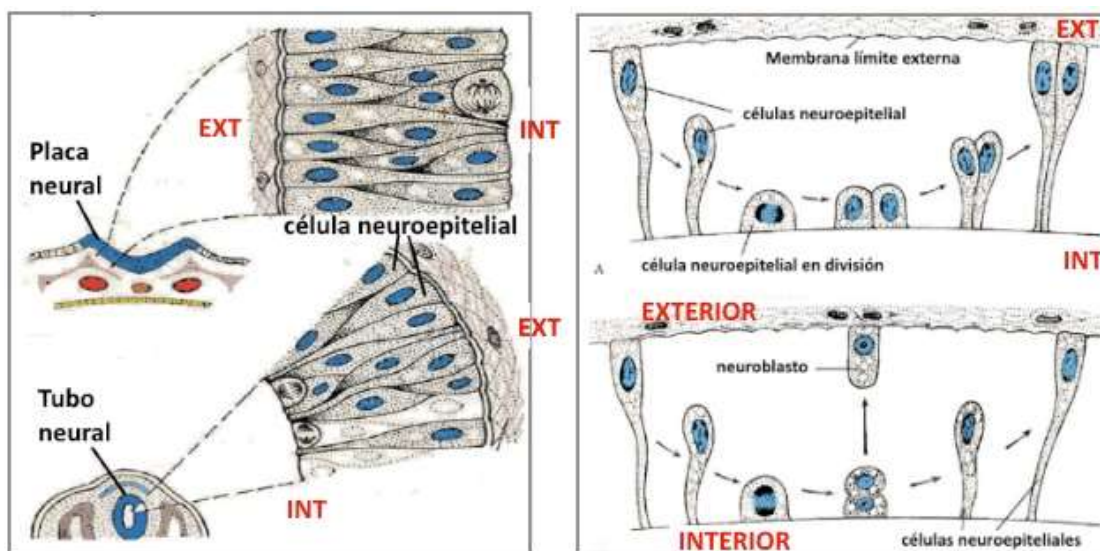 EXT
INT
Placa
neural
célula neuroepitelial
EXT
Tubo
neural
INT
EXT
Membrana límite externa
células neuroepitelial
A
célula neuroepitelial en división
INT
EXTERIOR
neuroblasto
INTERIOR
células neuroepiteliales